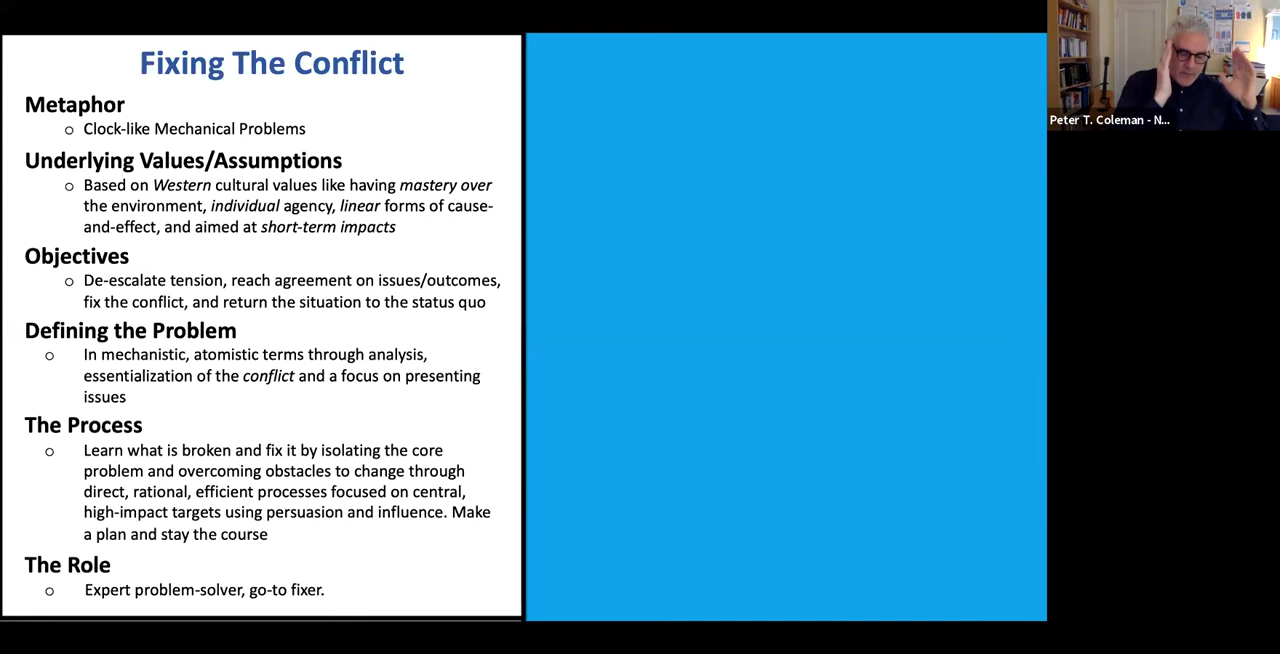 Fixing The Conflict
Metaphor
o Clock-like Mechanical Problems
Underlying Values/Assumptions
o Based on Western cultural values like having mastery over
the environment, individual agency, linear forms of cause-
and-effect, and aimed at short-term impacts
Objectives
o De-escalate tension, reach agreement on issues/outcomes,
fix the conflict, and return the situation to the status quo
Defining the Problem
o In mechanistic, atomistic terms through analysis,
essentialization of the conflict and a focus on presenting
issues
The Process
o Learn what is broken and fix it by isolating the core
problem and overcoming obstacles to change through
direct, rational, efficient processes focused on central,
high-impact targets using persuasion and influence. Make
a plan and stay the course
The Role
o Expert problem-solver, go-to fixer.
Peter T. Coleman - N...